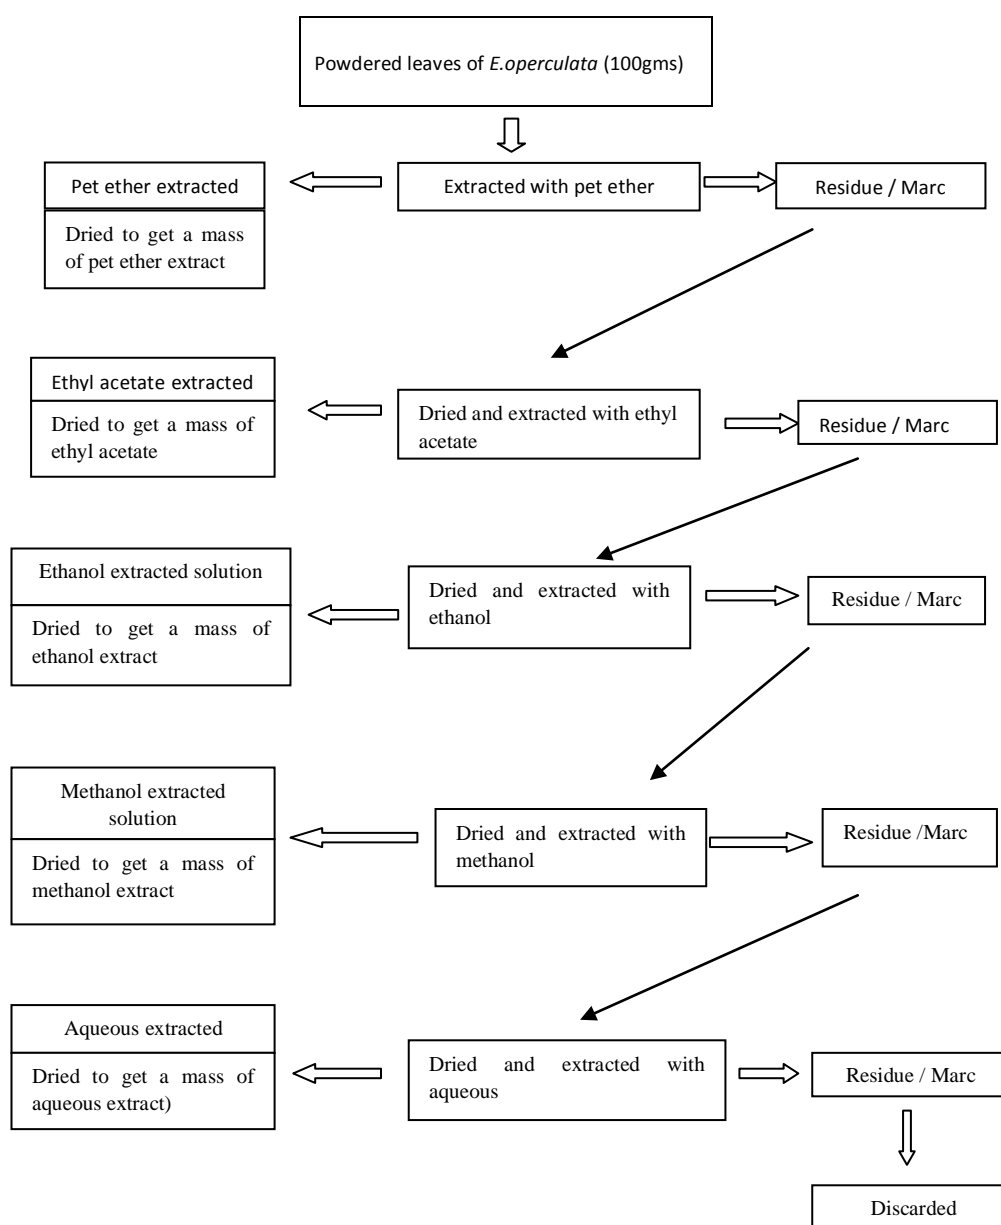 Powdered leaves of E.operculata (100gms)
Pet ether extracted
Extracted with pet ether
Residue / Marc
Dried to get a mass
of pet ether extract
Ethyl acetate extracted
Dried to get a mass of
ethyl acetate
Dried and extracted with ethyl
acetate
Residue / Marc
Ethanol extracted solution
Dried to get a mass of
ethanol extract
Dried and extracted with
ethanol
Residue / Marc
Methanol extracted
solution
Dried to get a mass of
methanol extract
Dried and extracted with
methanol
Residue /Marc
Aqueous extracted
Dried to get a mass of
aqueous extract)
Dried and extracted with
aqueous
Residue / Marc
Discarded